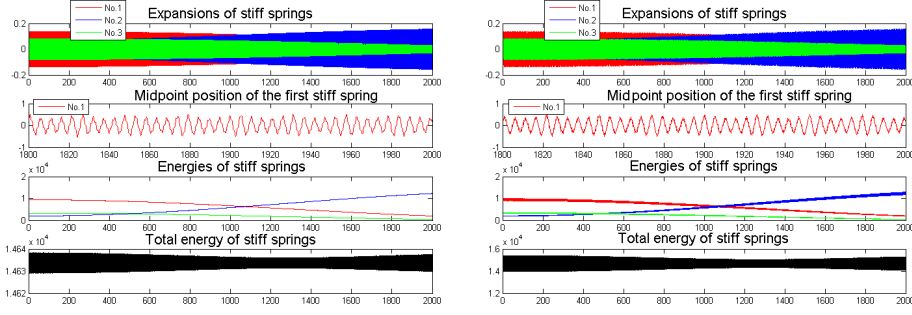 Expansions of stiff springs
0.2
0
-0.2
No.1
No.2
No.3
0 200 400 600 800 1000 1200 1400 1600 1800 2000
Midpoint position of the first stiff spring
1
0
-1
No.1
1800 1820 1840 1860 1880 1900 1920 1940 1960 1980 2000
Energies of stiff springs
x 10^4
2
1
0
0 200 400 600 800 1000 1200 1400 1600 1800 2000
Total energy of stiff springs
x 10^4
1.464
1.463
1.462
0 200 400 600 800 1000 1200 1400 1600 1800 2000
Expansions of stiff springs
0.2
0
-0.2
No.1
No.2
No.3
0 200 400 600 800 1000 1200 1400 1600 1800 2000
Midpoint position of the first stiff spring
1
0
-1
No.1
1800 1820 1840 1860 1880 1900 1920 1940 1960 1980 2000
Energies of stiff springs
x 10^4
2
1
0
0 200 400 600 800 1000 1200 1400 1600 1800 2000
Total energy of stiff springs
x 10^4
1.6
1.4
1.2
0 200 400 600 800 1000 1200 1400 1600 1800 2000